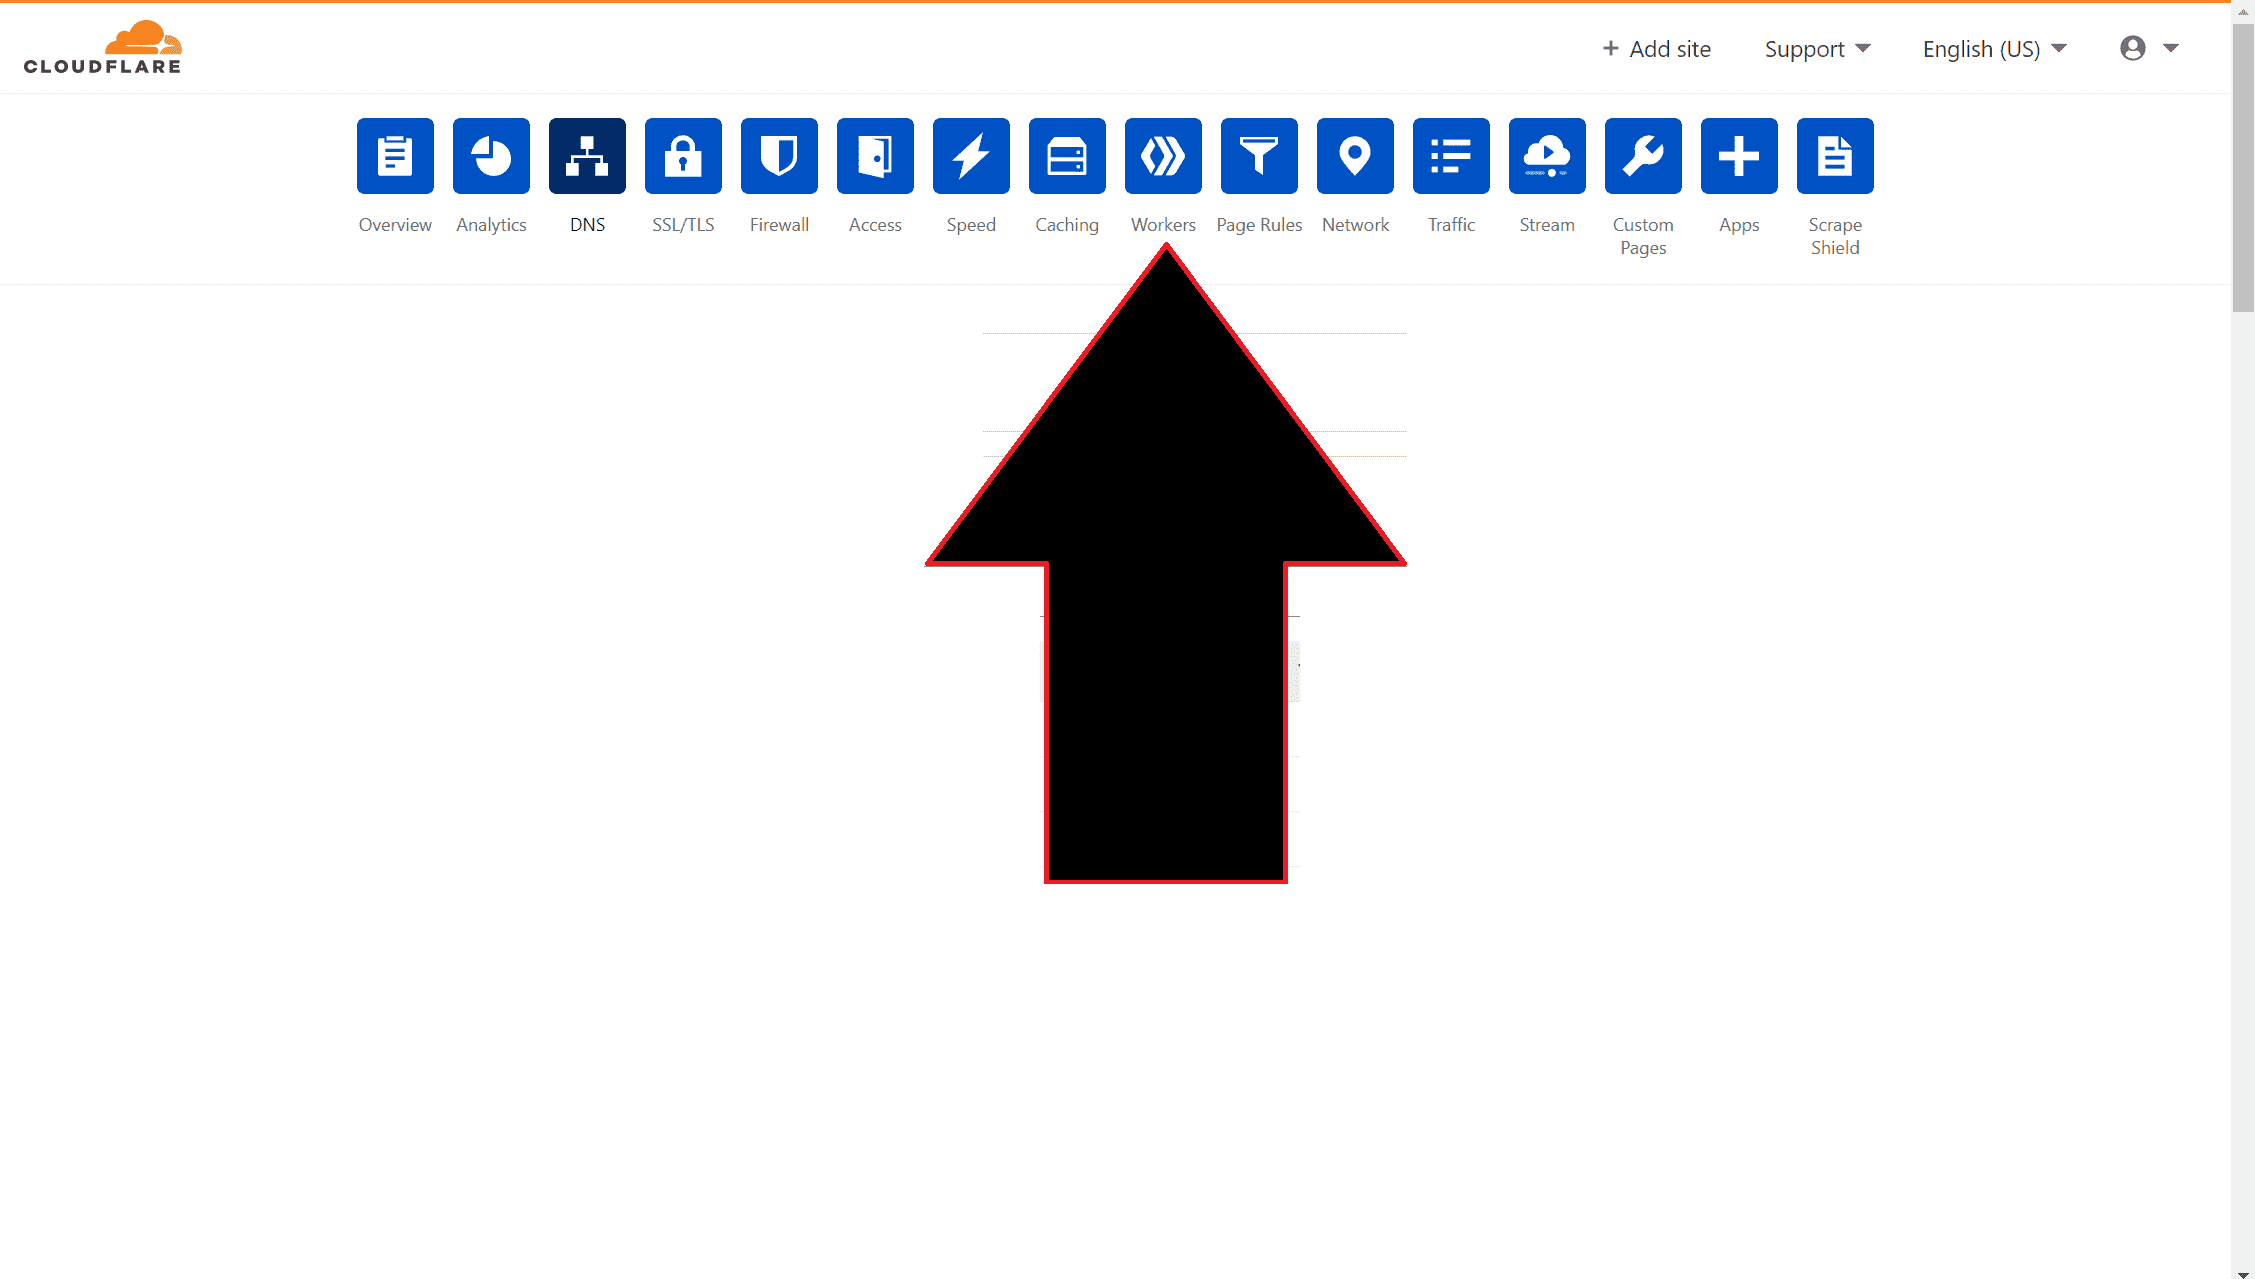 CLOUDFLARE
+ Add site
Support
English (US)
Overview
Analytics
DNS
SSL/TLS
Firewall
Access
Speed
Caching
Workers
Page Rules
Network
Traffic
Stream
Custom
Pages
Apps
Scrape
Shield